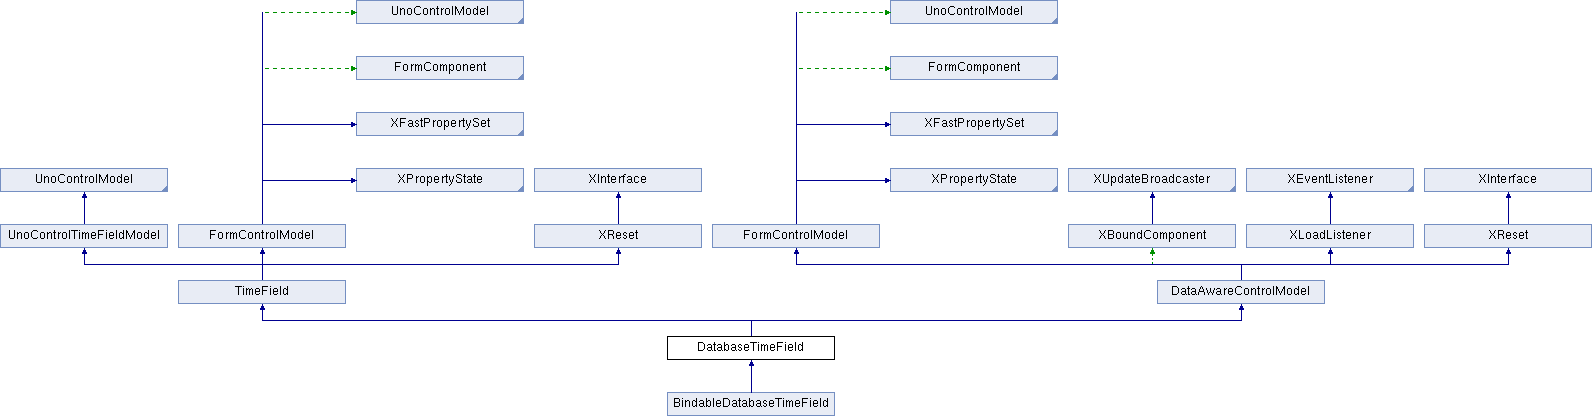 UnoControlModel UnoControlModel
FormComponent FormComponent
XFastPropertySet XFastPropertySet
UnoControlModel XPropertyState XInterface XPropertyState XUpdateBroadcaster XEventListener XInterface
UnoControlTimeFieldModel FormControlModel XReset FormControlModel XBoundComponent XLoadListener XReset
TimeField DataAwareControlModel
DatabaseTimeField
BindableDatabaseTimeField